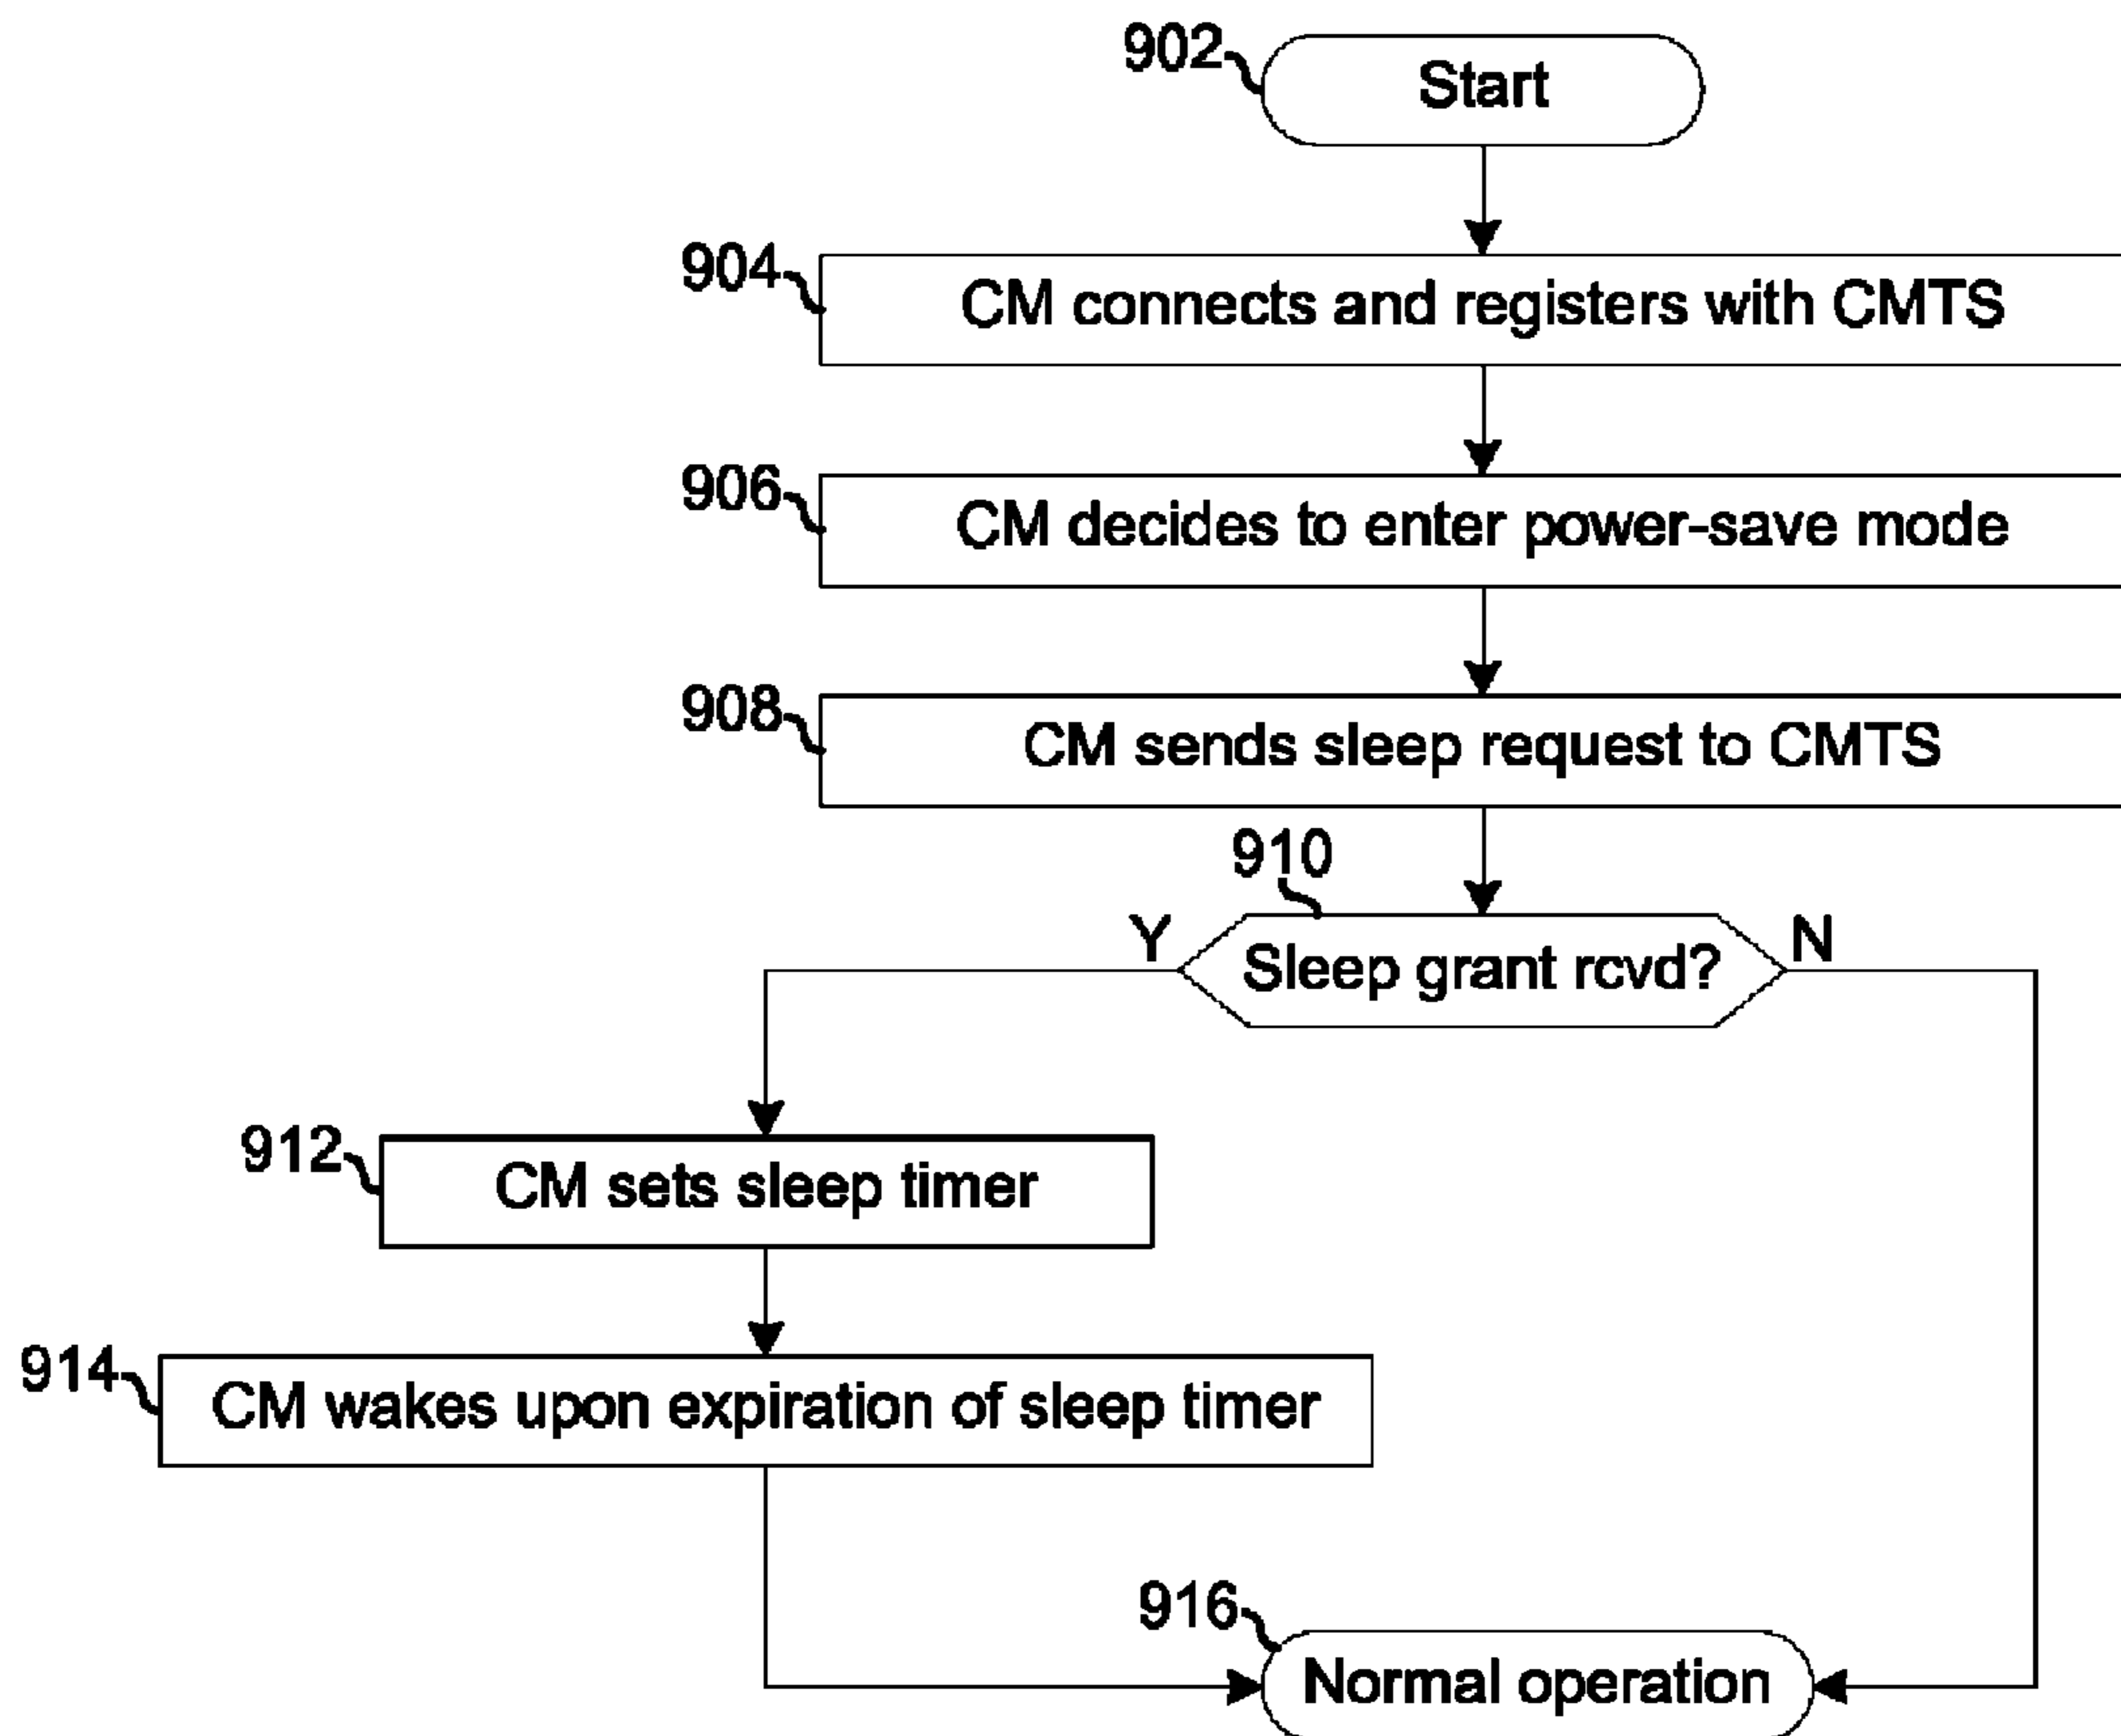 902
Start
904
CM connects and registers with CMTS
906
CM decides to enter power-save mode
908
CM sends sleep request to CMTS
910
Y
Sleep grant rcvd?
N
912
CM sets sleep timer
914
CM wakes upon expiration of sleep timer
916
Normal operation